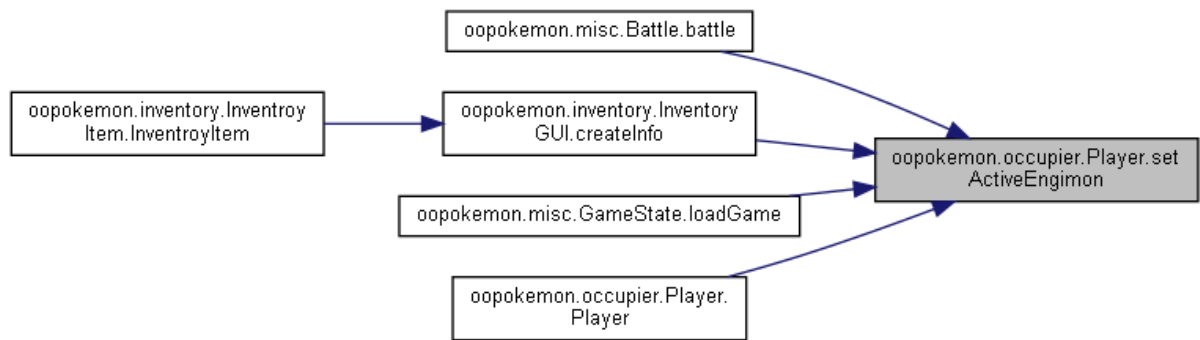 oopokemon.misc.Battle.battle
oopokemon.inventory.Inventroy
Item.InventroyItem
oopokemon.inventory.Inventory
GUI.createInfo
oopokemon.occupier.Player.set
ActiveEngimon
oopokemon.misc.GameState.loadGame
oopokemon.occupier.Player.
Player